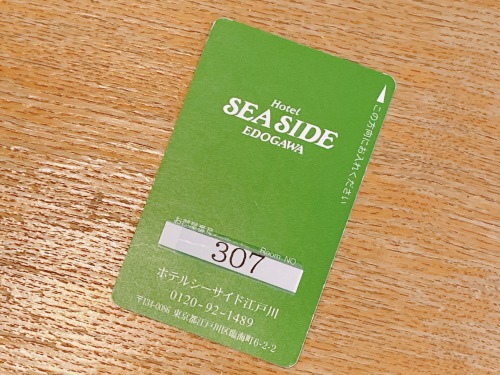 Hotel
SEASIDE
EDOGAWA
この方向にお入れください
お部屋番号 Room NO.
307
ホテルシーサイド江戸川
0120-92-1489
〒134-0086 東京都江戸川区臨海町6-2-2